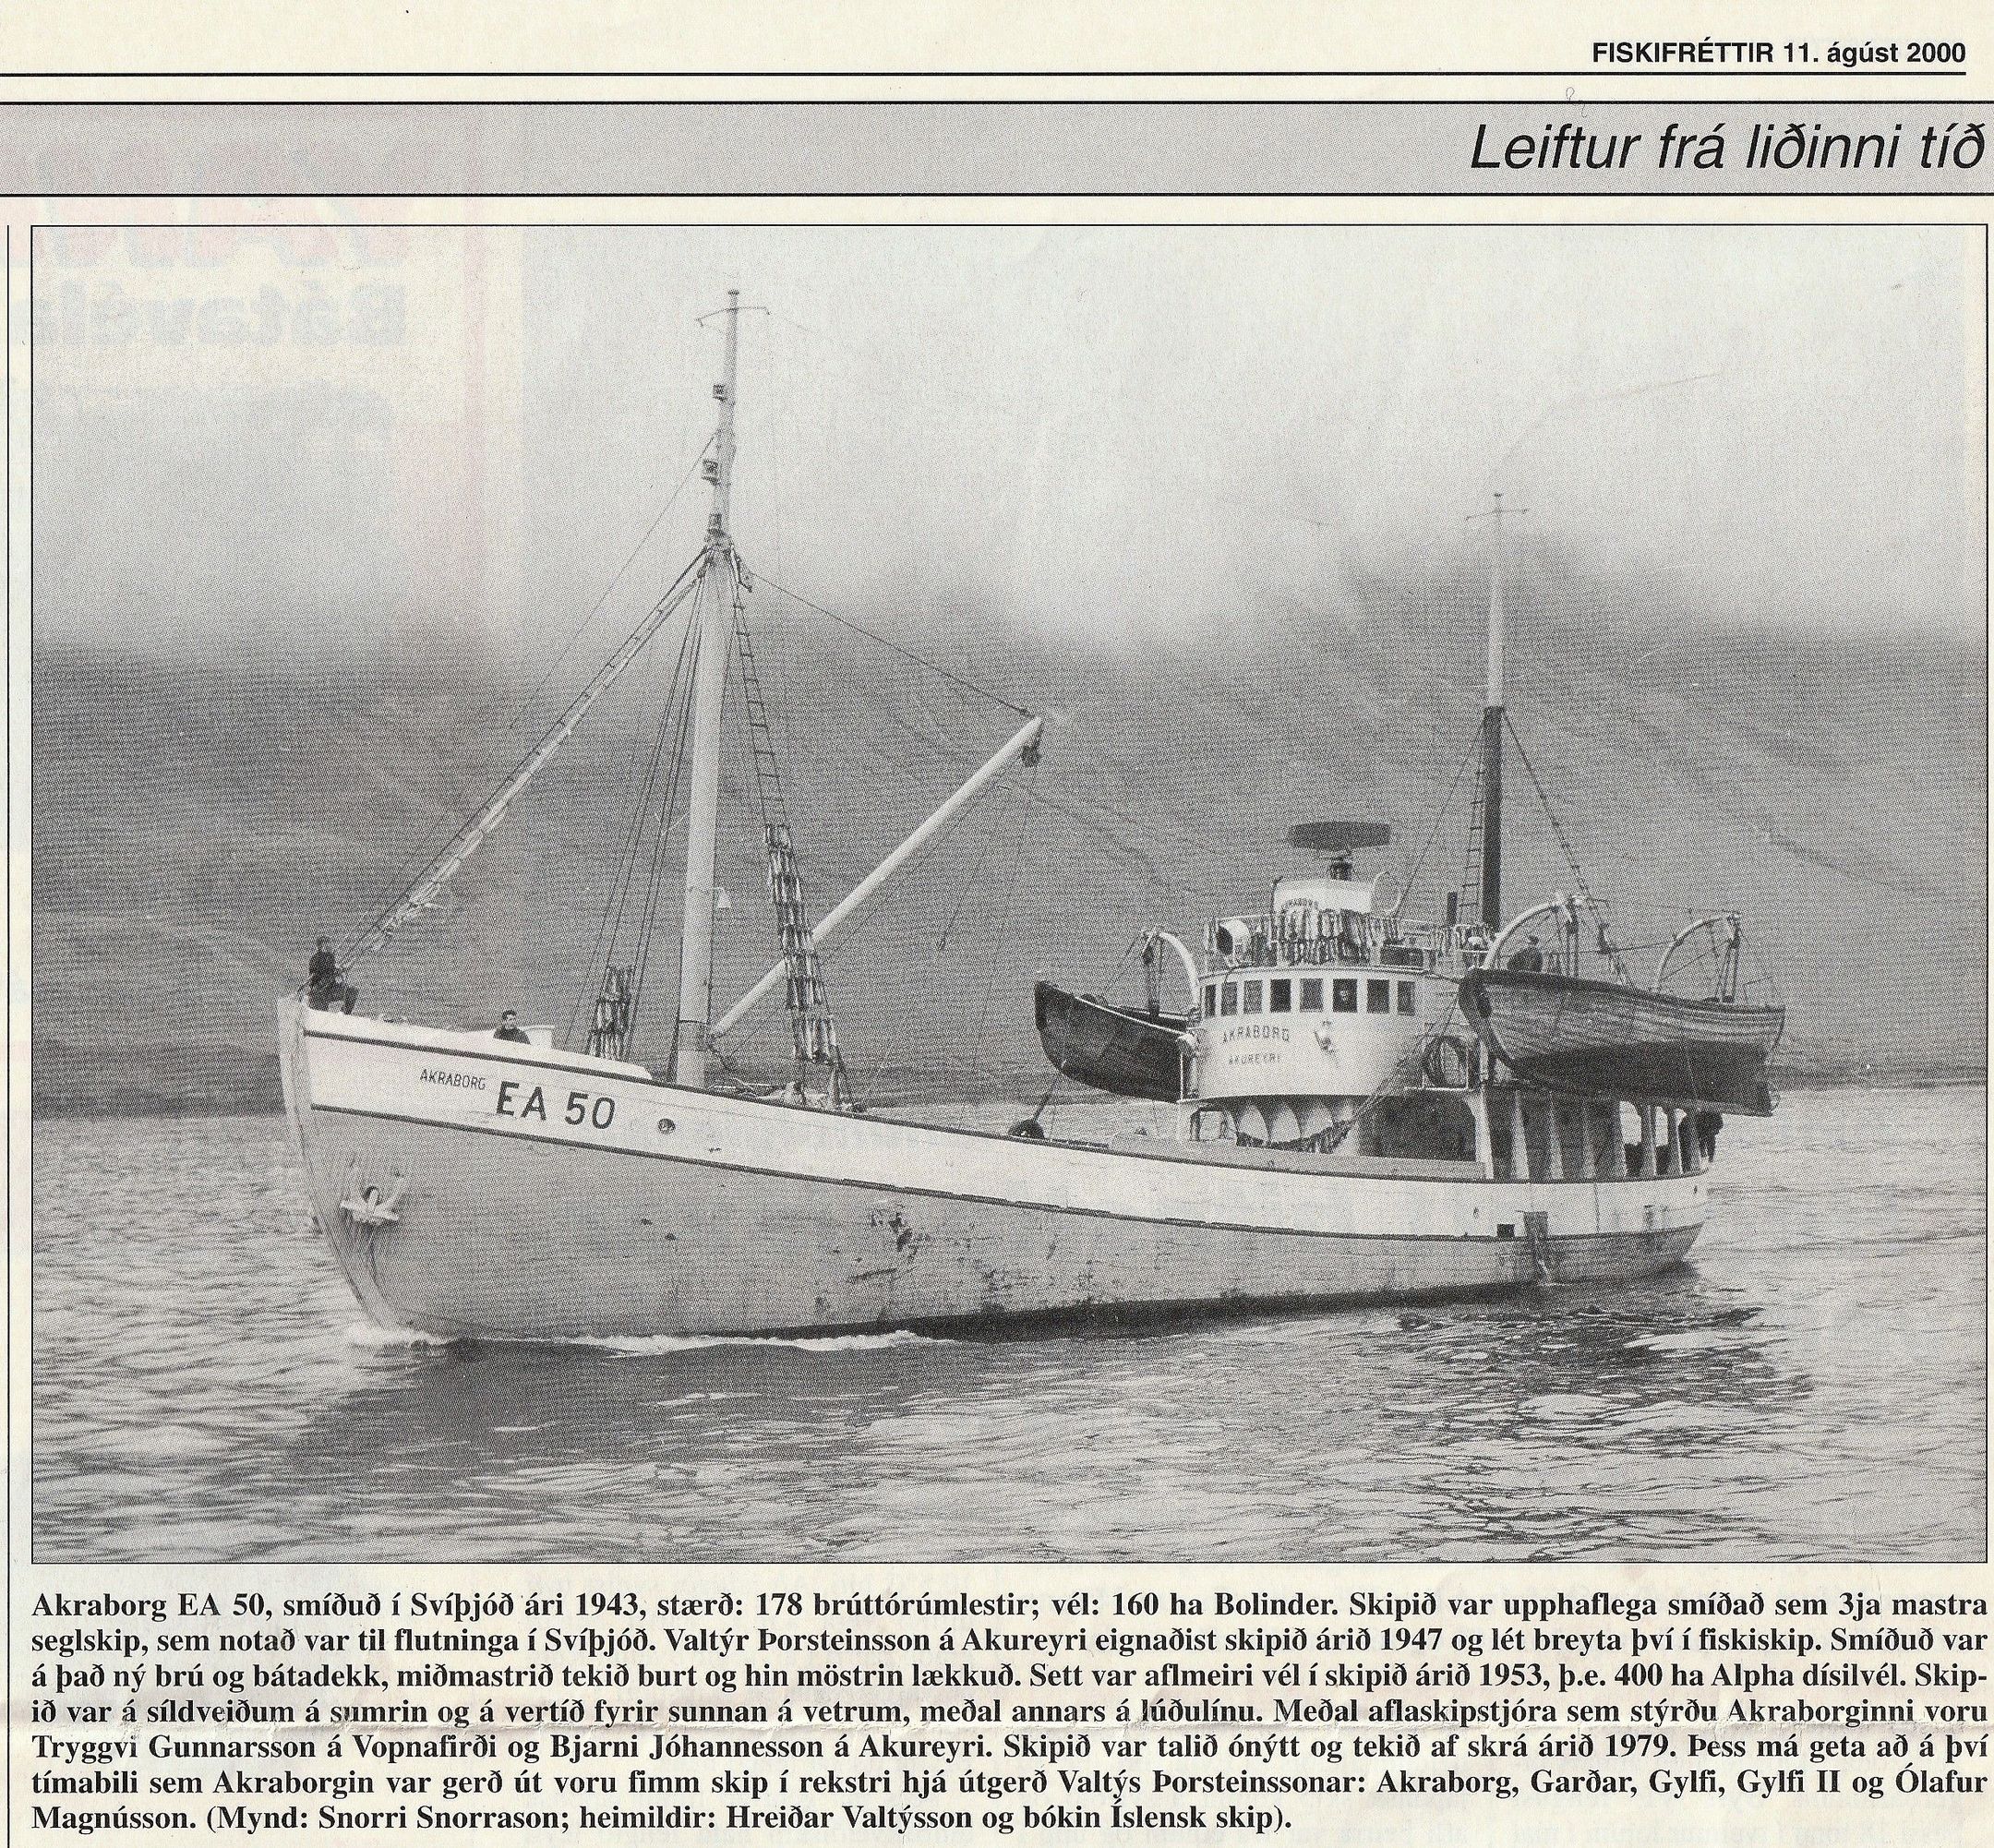 FISKIFRÉTTIR 11. ágúst 2000
Leiftur frá liðinni tíð
AKRABORG
AKUREYRI
AKRABORG EA 50
Akraborg EA 50, smíðuð í Svíþjóð ári 1943, stærð: 178 brúttórúmlestir; vél: 160 ha Bolinder. Skipið var upphaflega smíðað sem 3ja mastra
seglskip, sem notað var til flutninga í Svíþjóð. Valtýr Þorsteinsson á Akureyri eignaðist skipið árið 1947 og lét breyta því í fiskiskip. Smíðuð var
á það ný brú og bátadekk, miðmastrið tekið burt og hin möstrin lækkuð. Sett var aflmeiri vél í skipið árið 1953, þ.e. 400 ha Alpha dísilvél. Skip-
ið var á síldveiðum á sumrin og á vertíð fyrir sunnan á vetrum, meðal annars á lúðulínu. Meðal aflaskipstjóra sem stýrðu Akraborginni voru
Tryggvi Gunnarsson á Vopnafirði og Bjarni Jóhannesson á Akureyri. Skipið var talið ónýtt og tekið af skrá árið 1979. Þess má geta að á því
tímabili sem Akraborgin var gerð út voru fimm skip í rekstri hjá útgerð Valtýs Þorsteinssonar: Akraborg, Garðar, Gylfi, Gylfi II og Ólafur
Magnússon. (Mynd: Snorri Snorrason; heimildir: Hreiðar Valtýsson og bókin Íslensk skip).